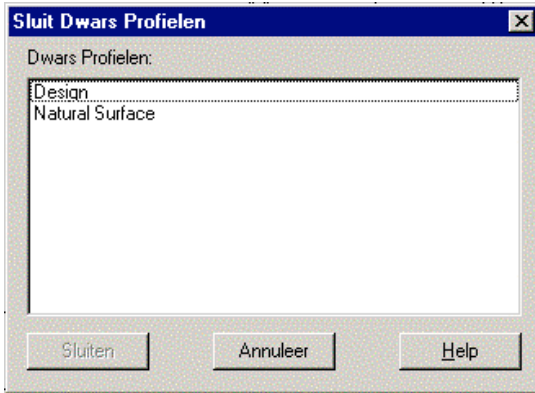 Sluit Dwars Profielen
Dwars Profielen:
Design
Natural Surface
Sluiten Annuleer Help